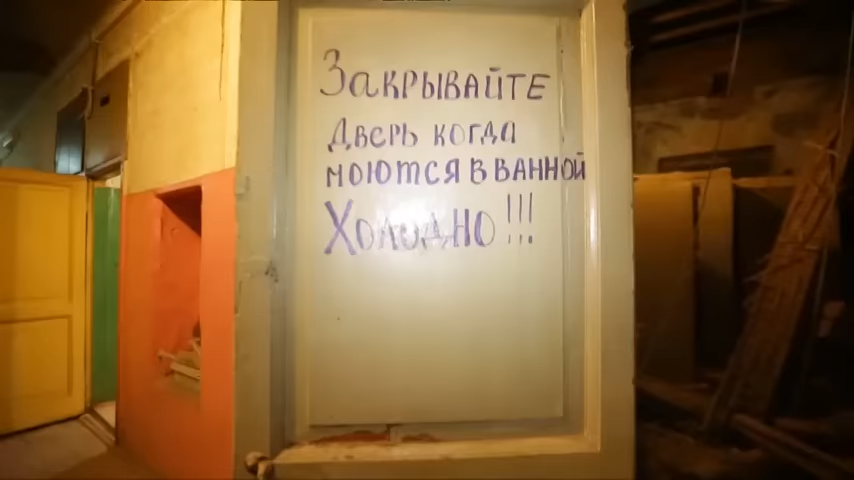 Закрывайте
Дверь когда
моются в ванной
Холодно!!!